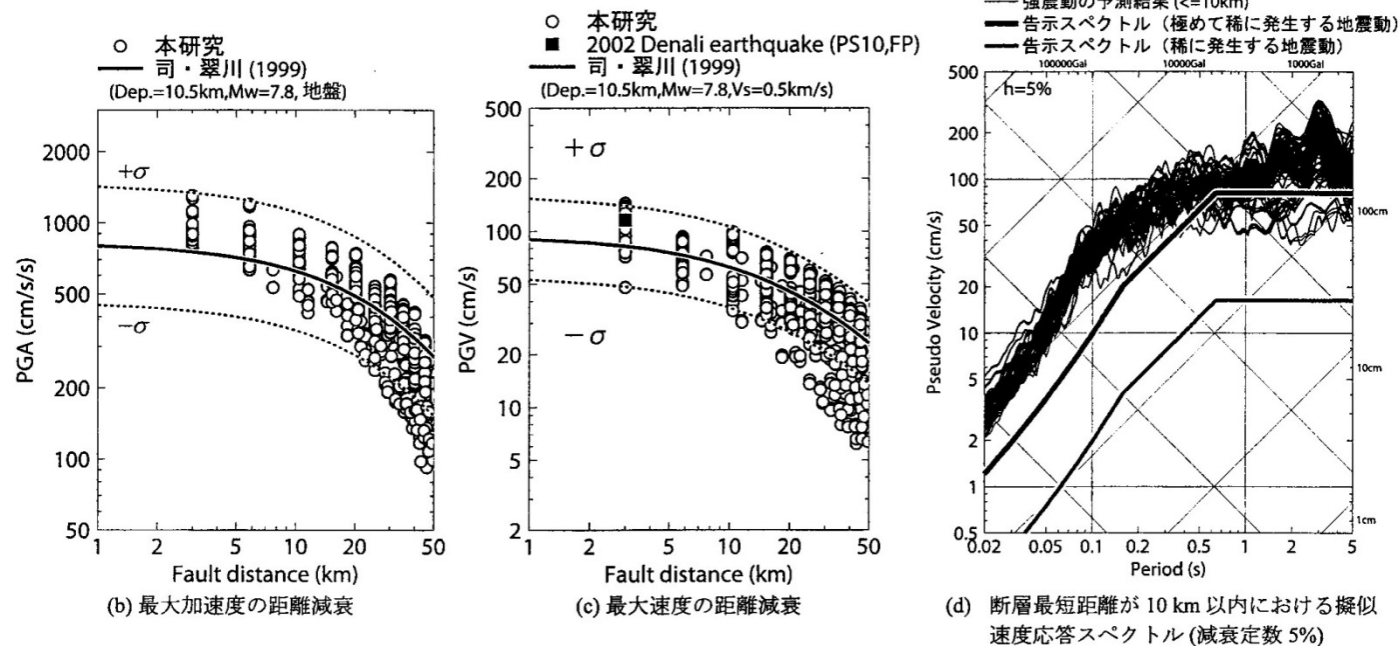 ○ 本研究
司・翠川 (1999)
(Dep.=10.5km,Mw=7.8, 地盤)
+σ
−σ
PGA (cm/s)
2000
1000
500
200
100
50
1
2
5
10
20
50
Fault distance (km)
(b) 最大加速度の距離減衰
○ 本研究
■ 2002 Denali earthquake (PS10,FP)
司・翠川 (1999)
(Dep.=10.5km,Mw=7.8,Vs=0.5km/s)
+σ
−σ
PGV (cm/s)
500
200
100
50
20
10
5
2
1
2
5
10
20
50
Fault distance (km)
(c) 最大速度の距離減衰
強震動の予測結果 (<=10km)
告示スペクトル（極めて稀に発生する地震動）
告示スペクトル（稀に発生する地震動）
100000Gal
10000Gal
1000Gal
h=5%
100cm
10cm
1cm
Pseudo Velocity (cm/s)
500
200
100
50
20
10
5
2
1
0.5
0.02
0.05
0.1
0.2
0.5
1
2
5
Period (s)
(d) 断層最短距離が 10 km 以内における擬似
速度応答スペクトル (減衰定数 5%)